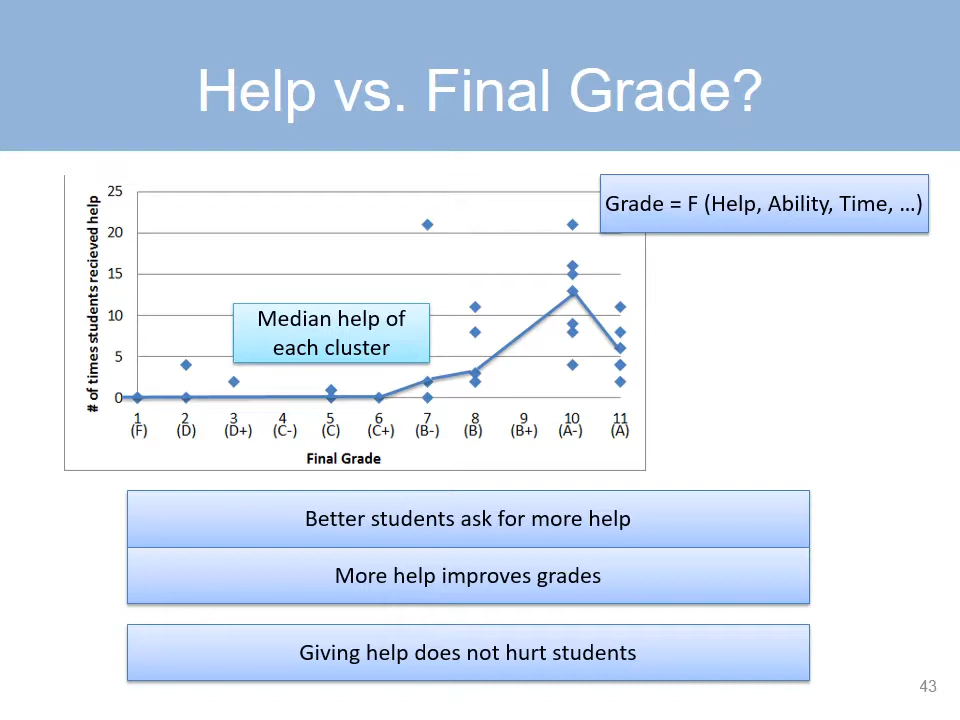 Help vs. Final Grade?
Grade = F (Help, Ability, Time, …)
# of times students recieved help
25
20
15
10
5
0
Median help of
each cluster
1 2 3 4 5 6 7 8 9 10 11
(F) (D) (D+) (C-) (C) (C+) (B-) (B) (B+) (A-) (A)
Final Grade
Better students ask for more help
More help improves grades
Giving help does not hurt students
43